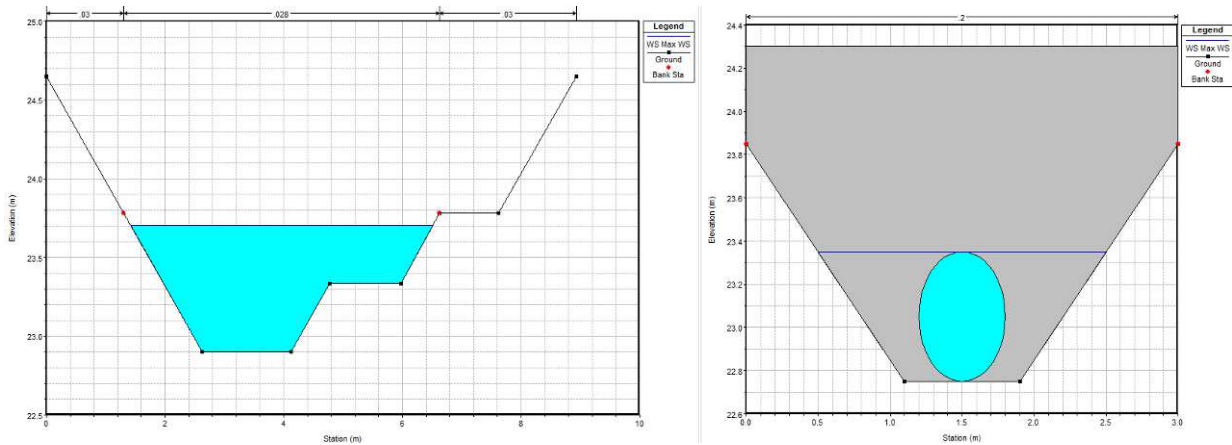 .03
.028
.03
25.0
24.5
24.0
23.5
23.0
22.5
Elevation (m)
0
2
4
6
8
10
Station (m)
Legend
WS Max WS
Ground
Bank Sta
.2
24.4
24.2
24.0
23.8
23.6
23.4
23.2
23.0
22.8
22.6
Elevation (m)
0.0
0.5
1.0
1.5
2.0
2.5
3.0
Station (m)
Legend
WS Max WS
Ground
Bank Sta